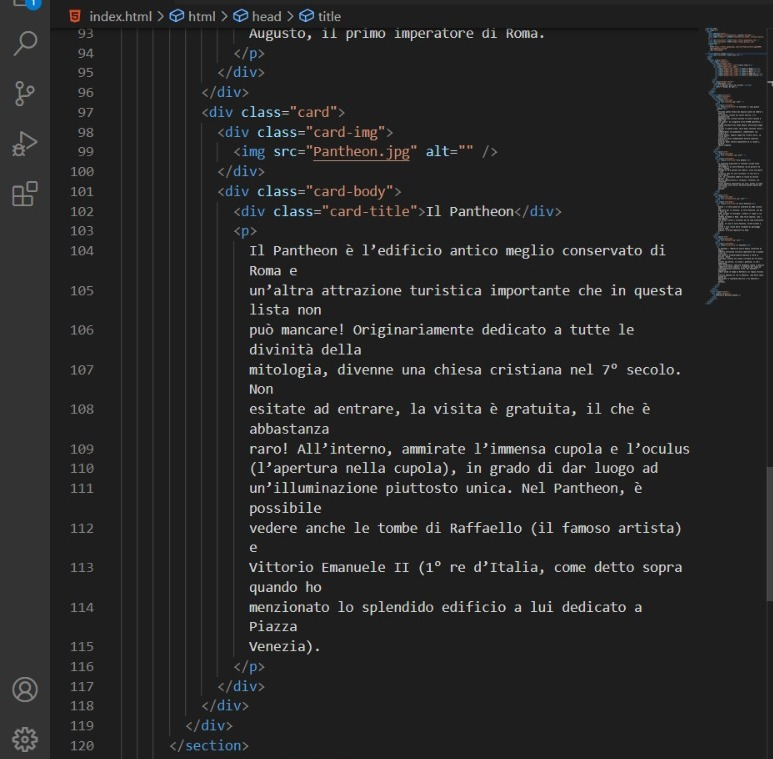 1
index.html > html > head > title
93 Augusto, il primo imperatore di Roma.
94 </p>
95 </div>
96 </div>
97 <div class="card">
98 <div class="card-img">
99 <img src="Pantheon.jpg" alt="" />
100 </div>
101 <div class="card-body">
102 <div class="card-title">Il Pantheon</div>
103 <p>
104 Il Pantheon è l’edificio antico meglio conservato di
Roma e
105 un’altra attrazione turistica importante che in questa
lista non
106 può mancare! Originariamente dedicato a tutte le
divinità della
107 mitologia, divenne una chiesa cristiana nel 7º secolo.
Non
108 esitate ad entrare, la visita è gratuita, il che è
abbastanza
109 raro! All’interno, ammirate l’immensa cupola e l’oculus
110 (l’apertura nella cupola), in grado di dar luogo ad
111 un’illuminazione piuttosto unica. Nel Pantheon, è
possibile
112 vedere anche le tombe di Raffaello (il famoso artista)
e
113 Vittorio Emanuele II (1º re d’Italia, come detto sopra
quando ho
114 menzionato lo splendido edificio a lui dedicato a
Piazza
115 Venezia).
116 </p>
117 </div>
118 </div>
119 </div>
120 </section>